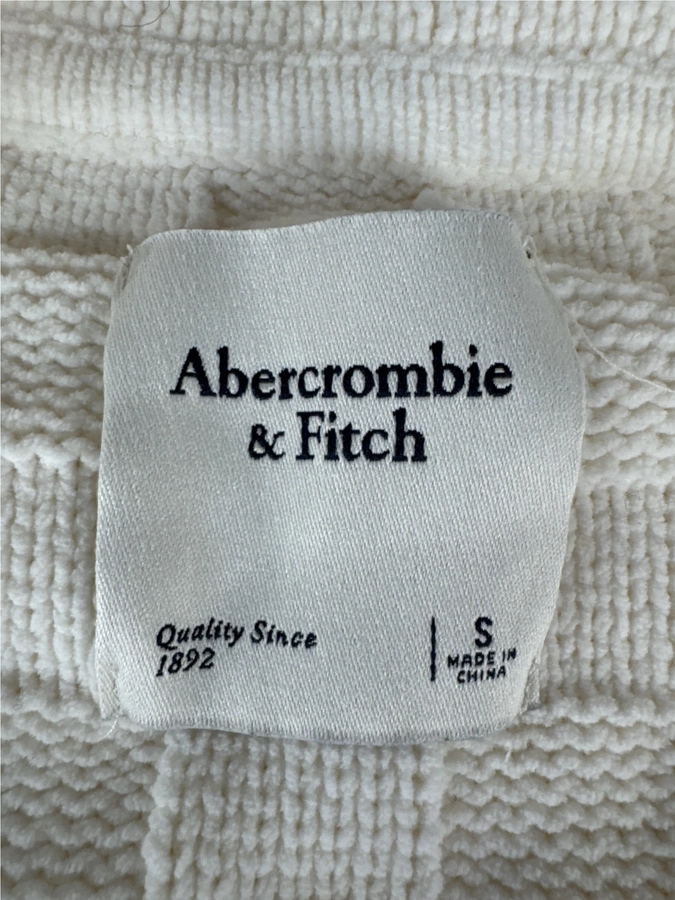 Abercrombie
& Fitch
Quality Since
1892
S
MADE IN
CHINA